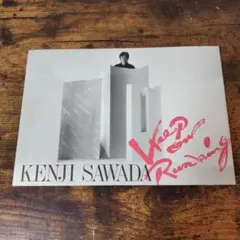 KENJI SAWADA
Keep
on
Running